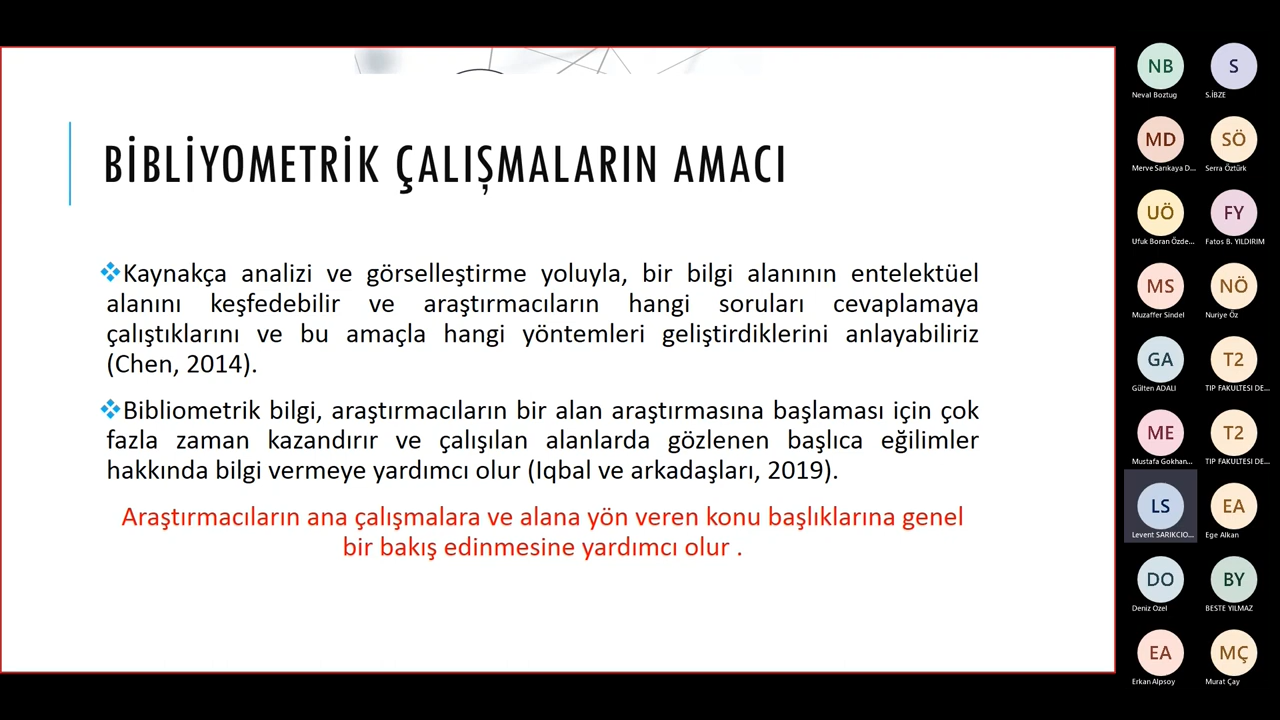 BİBLİYOMETRİK ÇALIŞMALARIN AMACI
Kaynakça analizi ve görselleştirme yoluyla, bir bilgi alanının entelektüel
alanını keşfedebilir ve araştırmacıların hangi soruları cevaplamaya
çalıştıklarını ve bu amaçla hangi yöntemleri geliştirdiklerini anlayabiliriz
(Chen, 2014).
Bibliometrik bilgi, araştırmacıların bir alan araştırmasına başlaması için çok
fazla zaman kazandırır ve çalışılan alanlarda gözlenen başlıca eğilimler
hakkında bilgi vermeye yardımcı olur (Iqbal ve arkadaşları, 2019).
Araştırmacıların ana çalışmalara ve alana yön veren konu başlıklarına genel
bir bakış edinmesine yardımcı olur .
NB S
Neval Boztug S.İBZE
MD SÖ
Merve Sarıkaya D... Serra Öztürk
UÖ FY
Ufuk Boran Özde... Fatos B. YILDIRIM
MS NÖ
Muzaffer Sindel Nuriye Öz
GA T2
Gülten ADALI TIP FAKULTESI DE...
ME T2
Mustafa Gokhan... TIP FAKULTESI DE...
LS EA
Levent SARIKCIO... Ege Alkan
DO BY
Deniz Ozel BESTE YILMAZ
EA MÇ
Erkan Alpsoy Murat Çay